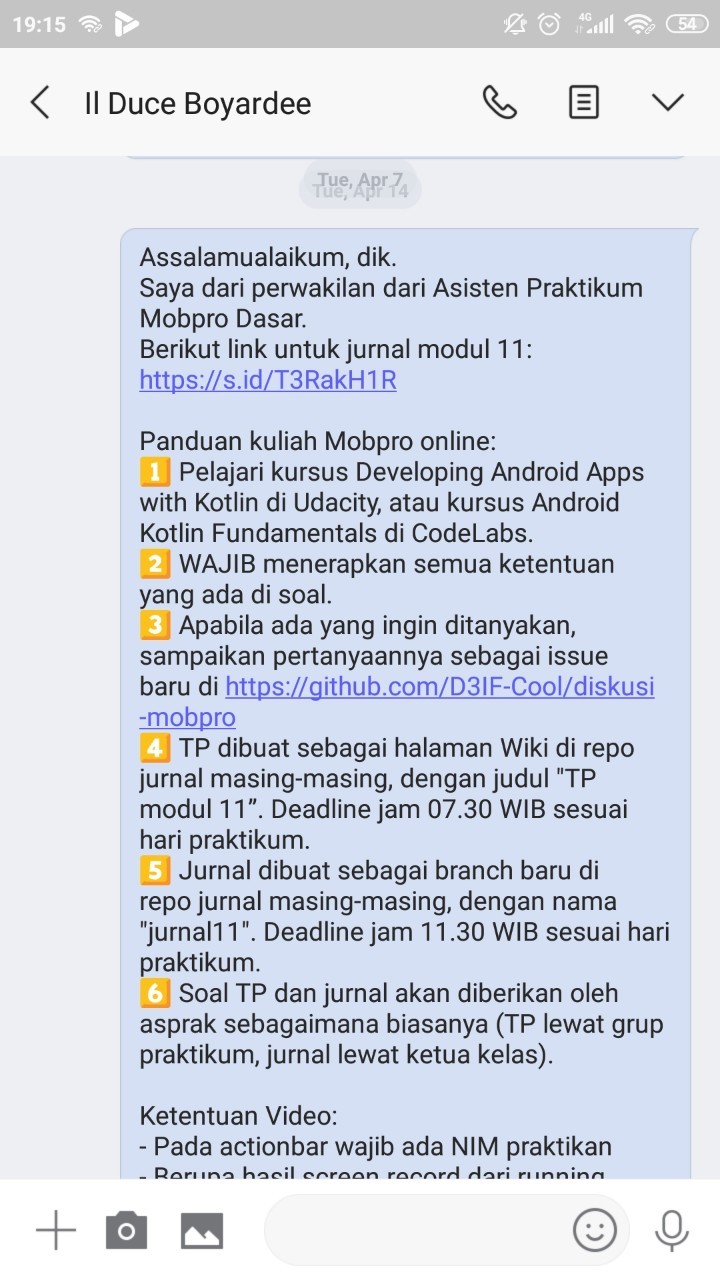 19:15
4G
54
Il Duce Boyardee
Tue, Apr 7
Tue, Apr 14
Assalamualaikum, dik.
Saya dari perwakilan dari Asisten Praktikum
Mobpro Dasar.
Berikut link untuk jurnal modul 11:
https://s.id/T3RakH1R
Panduan kuliah Mobpro online:
1 Pelajari kursus Developing Android Apps
with Kotlin di Udacity, atau kursus Android
Kotlin Fundamentals di CodeLabs.
2 WAJIB menerapkan semua ketentuan
yang ada di soal.
3 Apabila ada yang ingin ditanyakan,
sampaikan pertanyaannya sebagai issue
baru di https://github.com/D3IF-Cool/diskusi
-mobpro
4 TP dibuat sebagai halaman Wiki di repo
jurnal masing-masing, dengan judul "TP
modul 11”. Deadline jam 07.30 WIB sesuai
hari praktikum.
5 Jurnal dibuat sebagai branch baru di
repo jurnal masing-masing, dengan nama
"jurnal11". Deadline jam 11.30 WIB sesuai hari
praktikum.
6 Soal TP dan jurnal akan diberikan oleh
asprak sebagaimana biasanya (TP lewat grup
praktikum, jurnal lewat ketua kelas).
Ketentuan Video:
- Pada actionbar wajib ada NIM praktikan
- Berupa hasil screen record dari running